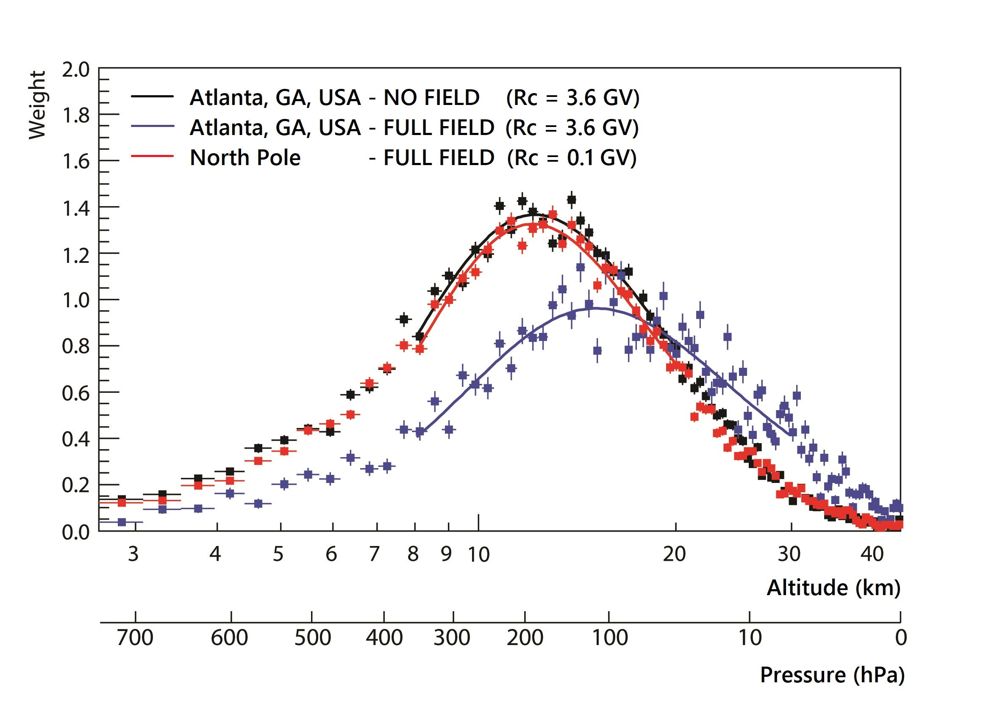 Weight
2.0
1.8
1.6
1.4
1.2
1.0
0.8
0.6
0.4
0.2
0.0
Atlanta, GA, USA - NO FIELD (Rc = 3.6 GV)
Atlanta, GA, USA - FULL FIELD (Rc = 3.6 GV)
North Pole - FULL FIELD (Rc = 0.1 GV)
3 4 5 6 7 8 9 10 20 30 40
Altitude (km)
700 600 500 400 300 200 100 10 0
Pressure (hPa)